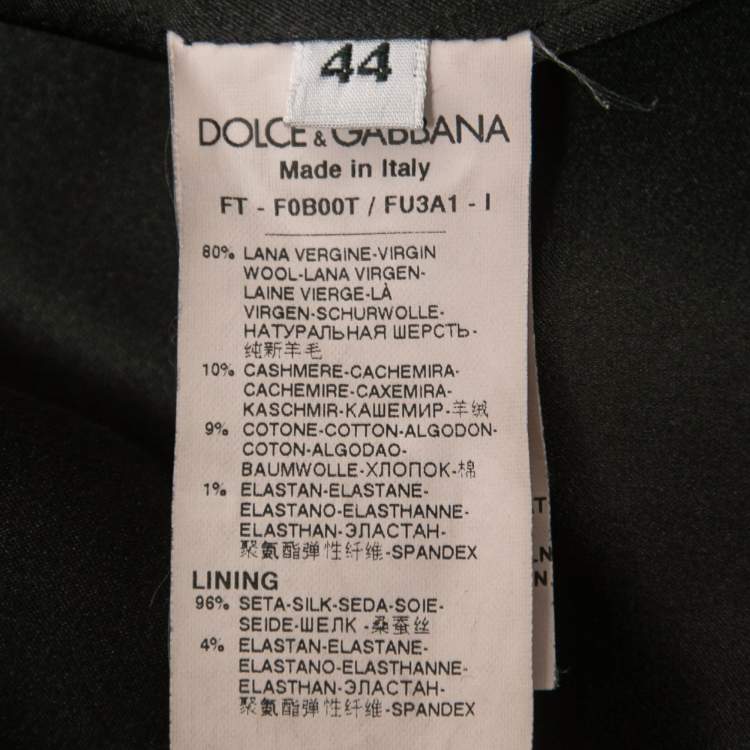 44
DOLCE & GABBANA
Made in Italy
FT - F0B00T / FU3A1 - I
80% LANA VERGINE-VIRGIN
WOOL-LANA VIRGEN-
LAINE VIERGE-LÀ
VIRGEN-SCHURWOLLE-
НАТУРАЛЬНАЯ ШЕРСТЬ-
纯新羊毛
10% CASHMERE-CACHEMIRA-
CACHEMIRE-CAXEMIRA-
KASCHMIR-КАШЕМИР-羊绒
9% COTONE-COTTON-ALGODON-
COTON-ALGODAO-
BAUMWOLLE-ХЛОПОК-棉
1% ELASTAN-ELASTANE-
ELASTANO-ELASTHANNE-
ELASTHAN-ЭЛАСТАН-
聚氨酯弹性纤维-SPANDEX
LINING
96% SETA-SILK-SEDA-SOIE-
SEIDE-ШЕЛК -桑蚕丝
4% ELASTAN-ELASTANE-
ELASTANO-ELASTHANNE-
ELASTHAN-ЭЛАСТАН-
聚氨酯弹性纤维-SPANDEX